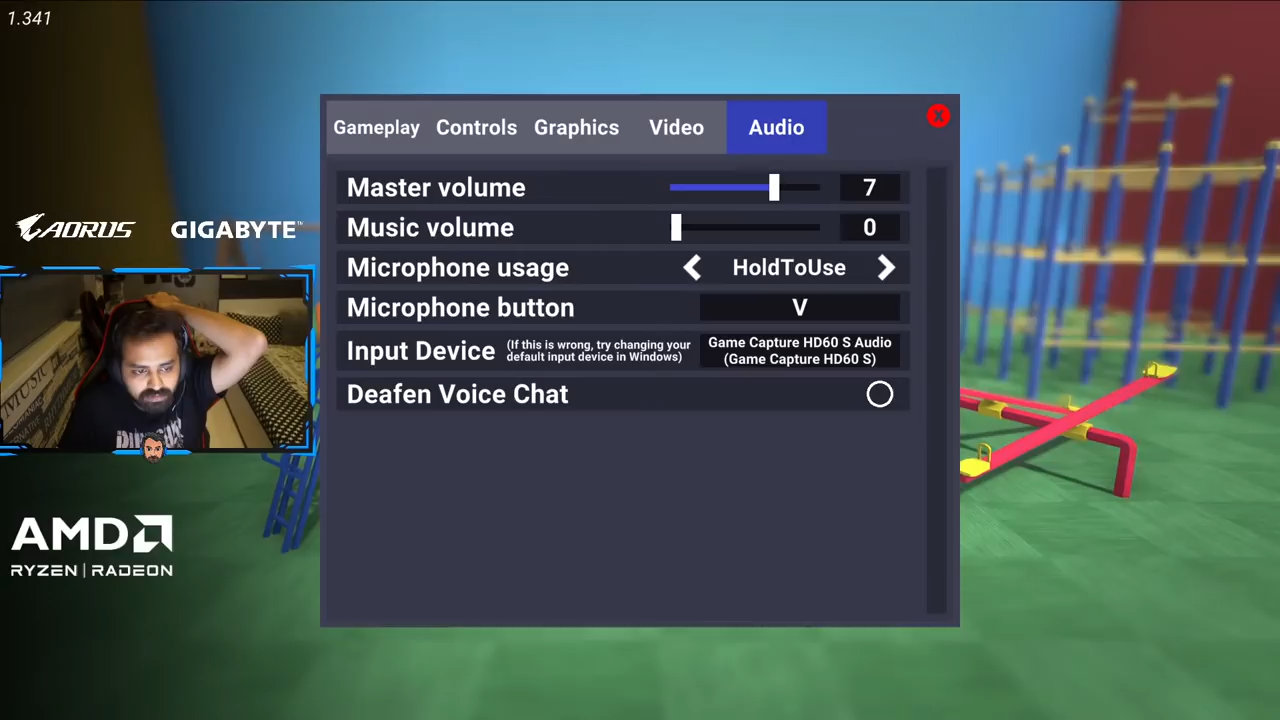 1.341
Gameplay Controls Graphics Video Audio
X
Master volume 7
Music volume 0
Microphone usage HoldToUse
Microphone button V
Input Device (If this is wrong, try changing your default input device in Windows) Game Capture HD60 S Audio (Game Capture HD60 S)
Deafen Voice Chat
AORUS GIGABYTE™
MUSIC
AMD
RYZEN | RADEON